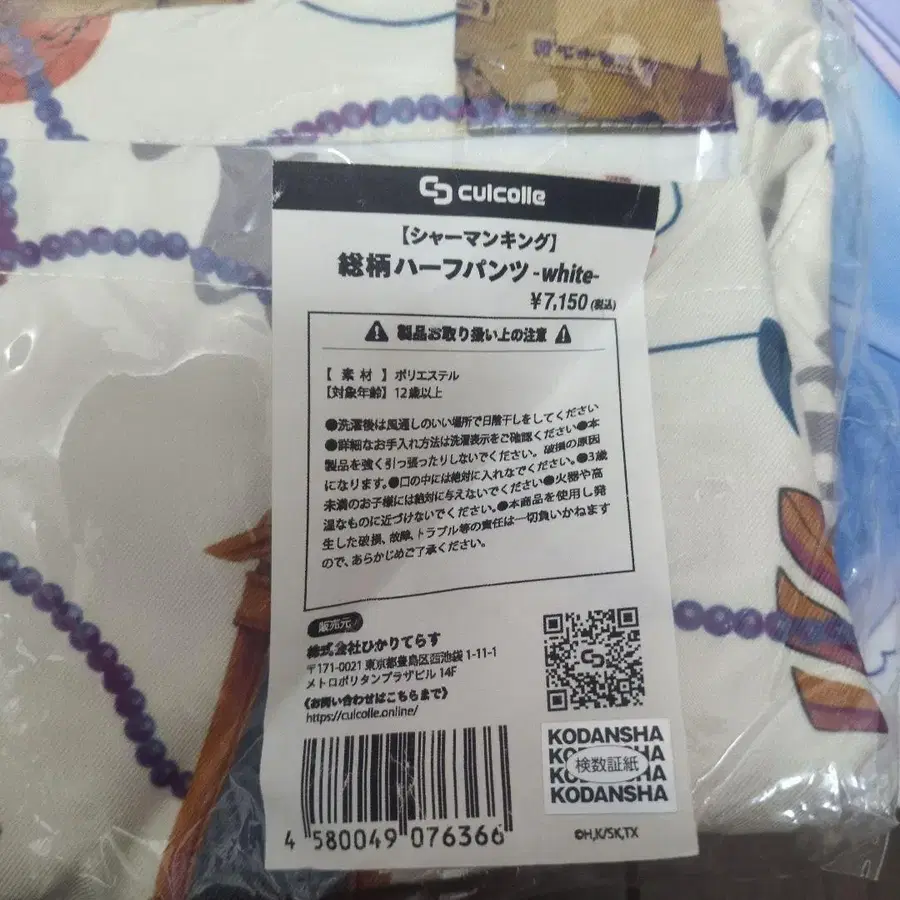 culcolle
【シャーマンキング】
総柄ハーフパンツ -white-
¥7,150 (税込)
製品お取り扱い上の注意
【 素 材 】 ポリエステル
【対象年齢】 12歳以上
●洗濯後は風通しのいい場所で日陰干しをしてください
●詳細なお手入れ方法は洗濯表示をご確認ください●本
製品を強く引っ張ったりしないでください。破損の原因
になります。●口の中には絶対に入れなでください。●3歳
未満のお子様には絶対に与えないでください●火器や高
温なものに近づけないでください。●本商品を使用し発
生した破損、故障、トラブル等の責任は一切負いかねます
ので、あらかじめご了承ください。
販売元
株式会社ひかりてらす
〒171-0021 東京都豊島区西池袋 1-11-1
メトロポリタンプラザビル 14F
《お問い合わせはこちらまで》
https://culcolle.online/
4 580049 076366
KODANSHA
検数証紙
KODANSHA
©H,K/SK,TX